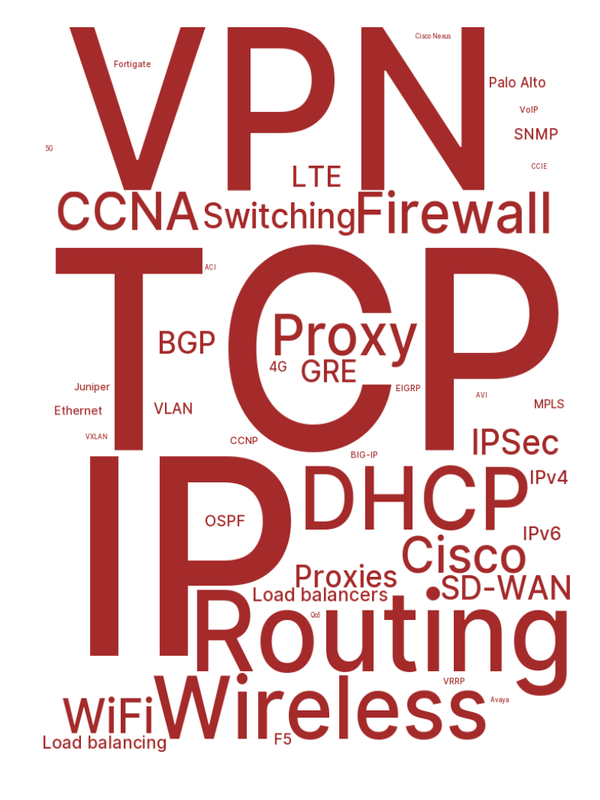 VPN
Cisco Nexus
Fortigate
Palo Alto
VoIP
SNMP
5G
CCIE
LTE
CCNA
Switching
Firewall
TCP
ACI
Proxy
BGP
4G
GRE
Juniper
EIGRP
AVI
MPLS
Ethernet
VLAN
VXLAN
CCNP
IPSec
BIG-IP
IP
DHCP
IPv4
OSPF
IPv6
Cisco
Proxies
SD-WAN
Load balancers
Routing
VRRP
Wireless
Avaya
WiFi
F5
Load balancing